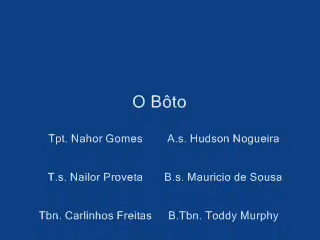 O Bôto
Tpt. Nahor Gomes A.s. Hudson Nogueira
T.s. Nailor Proveta B.s. Mauricio de Sousa
Tbn. Carlinhos Freitas B.Tbn. Toddy Murphy